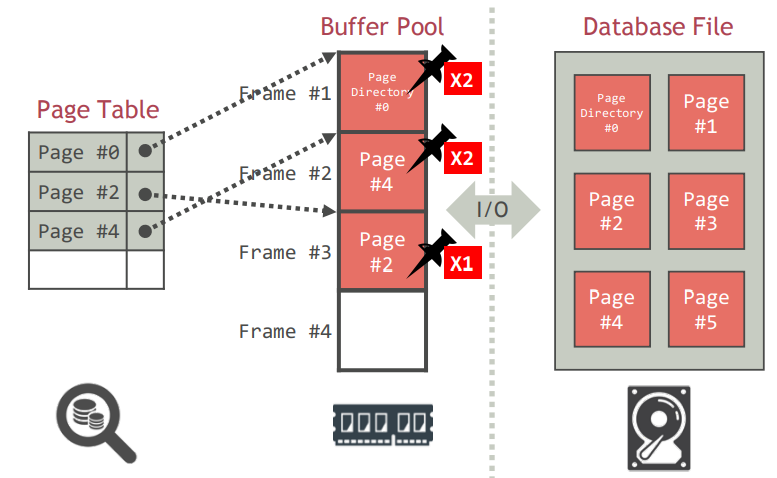 Buffer Pool
Database File
Page Table
Page #0
Page #2
Page #4
Frame #1
Frame #2
Frame #3
Frame #4
Page
Directory
#0
X2
Page
#4
X2
Page
#2
X1
I/O
Page
Directory
#0
Page
#1
Page
#2
Page
#3
Page
#4
Page
#5